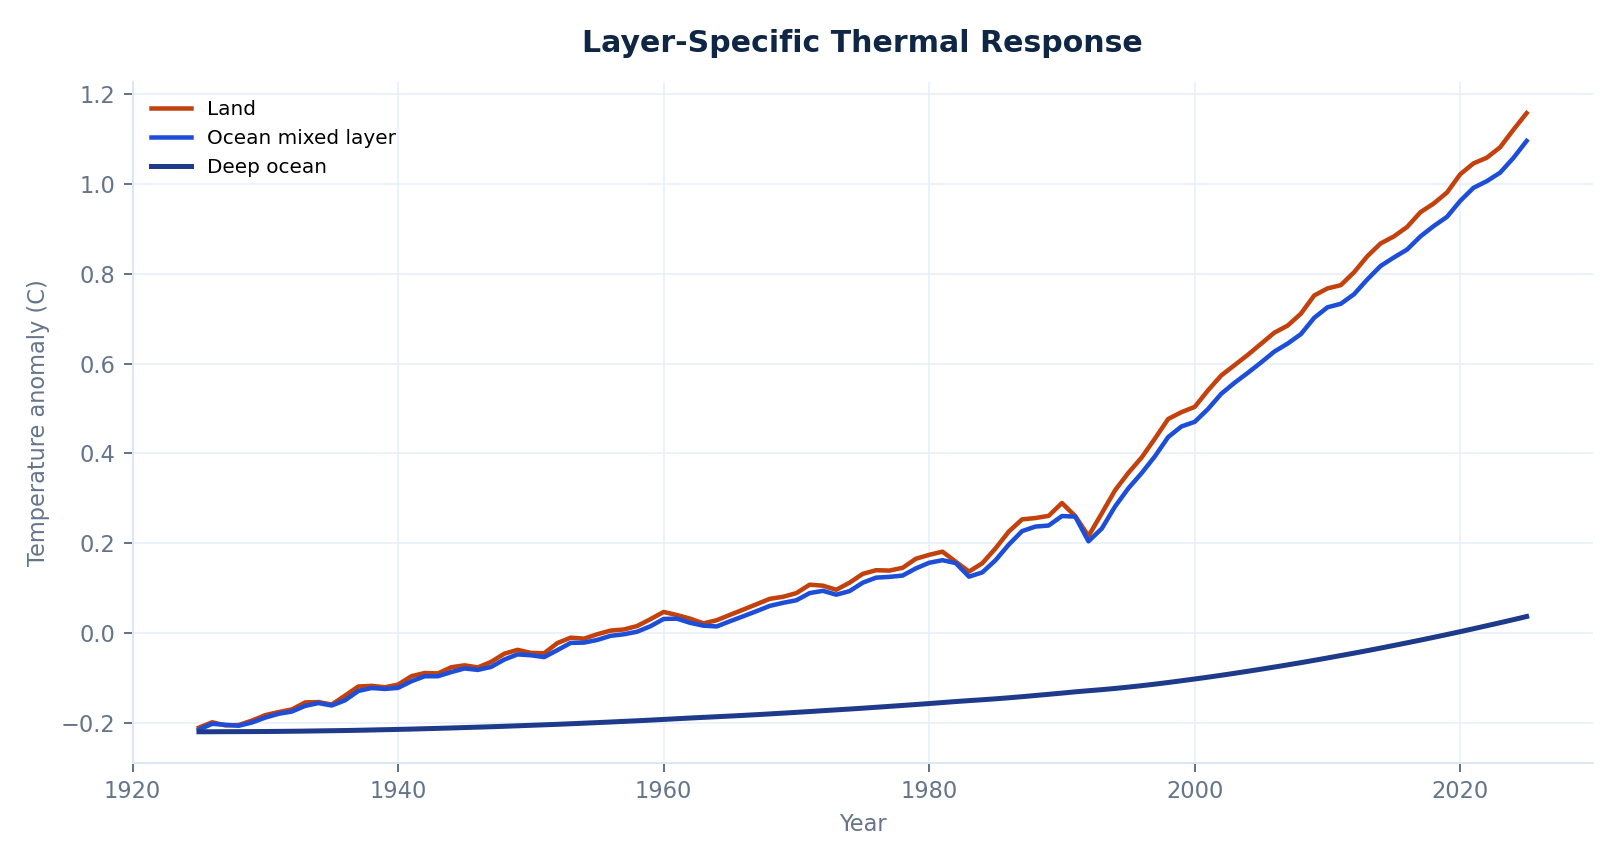 Layer-Specific Thermal Response
Land
Ocean mixed layer
Deep ocean
Temperature anomaly (C)
1.2
1.0
0.8
0.6
0.4
0.2
0.0
−0.2
1920 1940 1960 1980 2000 2020
Year